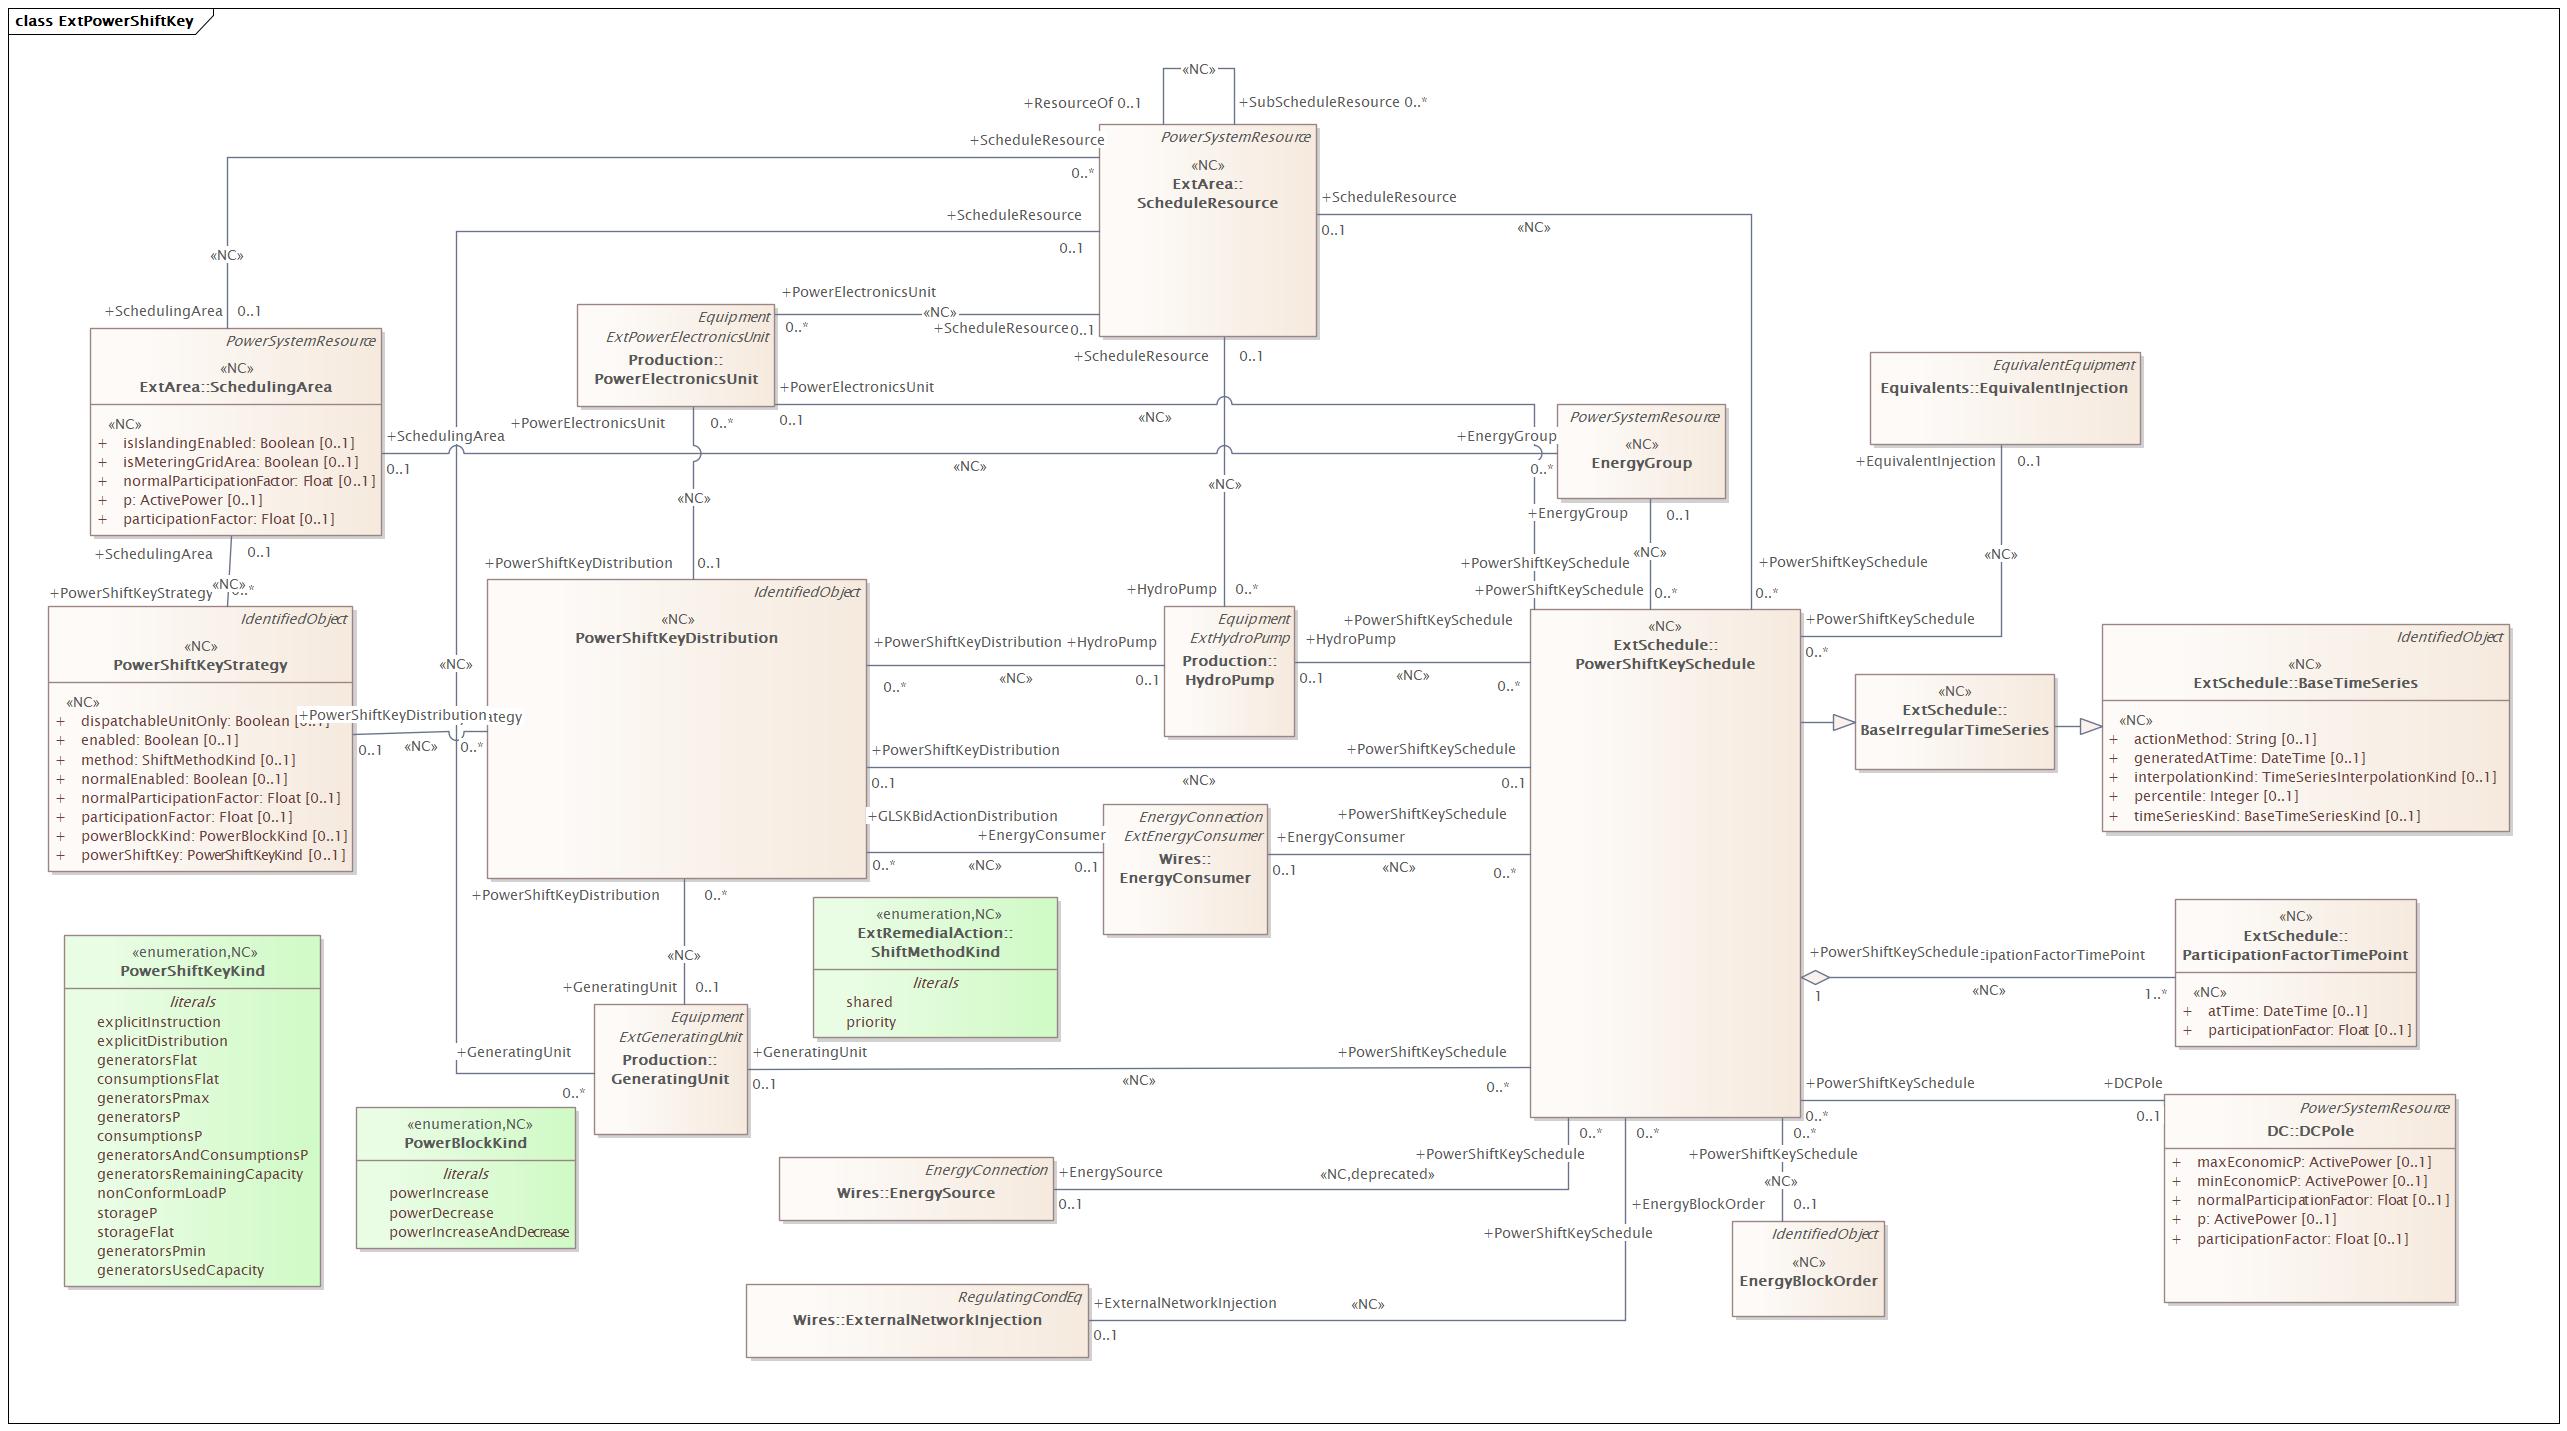 class ExtPowerShiftKey
«NC»
+ResourceOf 0..1
+SubScheduleResource 0..*
+ScheduleResource
0..*
PowerSystemResource
«NC»
ExtArea::
ScheduleResource
+ScheduleResource
0..1
+ScheduleResource
0..1
«NC»
«NC»
+SchedulingArea 0..1
+PowerElectronicsUnit
0..*
«NC»
+ScheduleResource 0..1
+ScheduleResource 0..1
PowerSystemResource
«NC»
ExtArea::SchedulingArea
«NC»
+ isIslandingEnabled: Boolean [0..1]
+ isMeteringGridArea: Boolean [0..1]
+ normalParticipationFactor: Float [0..1]
+ p: ActivePower [0..1]
+ participationFactor: Float [0..1]
Equipment
ExtPowerElectronicsUnit
Production::
PowerElectronicsUnit
+PowerElectronicsUnit
0..1
«NC»
+PowerElectronicsUnit 0..*
+SchedulingArea
0..1
«NC»
+EnergyGroup
0..*
PowerSystemResource
«NC»
EnergyGroup
EquivalentEquipment
Equivalents::EquivalentInjection
+EquivalentInjection 0..1
«NC»
«NC»
+EnergyGroup 0..1
«NC»
«NC»
+SchedulingArea 0..1
«NC»
+PowerShiftKeyStrategy
+PowerShiftKeyDistribution 0..1
+HydroPump 0..*
+PowerShiftKeySchedule
+PowerShiftKeySchedule 0..*
+PowerShiftKeySchedule
0..*
+PowerShiftKeySchedule
0..*
IdentifiedObject
«NC»
PowerShiftKeyStrategy
«NC»
+ dispatchableUnitOnly: Boolean [0..1]
+ enabled: Boolean [0..1]
+ method: ShiftMethodKind [0..1]
+ normalEnabled: Boolean [0..1]
+ normalParticipationFactor: Float [0..1]
+ participationFactor: Float [0..1]
+ powerBlockKind: PowerBlockKind [0..1]
+ powerShiftKey: PowerShiftKeyKind [0..1]
+PowerShiftKeyDistribution
0..1
«NC»
0..*
«NC»
IdentifiedObject
«NC»
PowerShiftKeyDistribution
+PowerShiftKeyDistribution +HydroPump
0..*
«NC»
0..1
Equipment
ExtHydroPump
Production::
HydroPump
+PowerShiftKeySchedule
+HydroPump
0..1
«NC»
0..*
«NC»
ExtSchedule::
PowerShiftKeySchedule
«NC»
ExtSchedule::
BaseIrregularTimeSeries
IdentifiedObject
«NC»
ExtSchedule::BaseTimeSeries
«NC»
+ actionMethod: String [0..1]
+ generatedAtTime: DateTime [0..1]
+ interpolationKind: TimeSeriesInterpolationKind [0..1]
+ percentile: Integer [0..1]
+ timeSeriesKind: BaseTimeSeriesKind [0..1]
+PowerShiftKeyDistribution
0..1
«NC»
+PowerShiftKeySchedule
0..1
+GLSKBidActionDistribution
+EnergyConsumer
0..*
«NC»
0..1
EnergyConnection
ExtEnergyConsumer
Wires::
EnergyConsumer
+PowerShiftKeySchedule
+EnergyConsumer
0..1
«NC»
0..*
+PowerShiftKeyDistribution 0..*
«NC»
+GeneratingUnit 0..1
«enumeration,NC»
ExtRemedialAction::
ShiftMethodKind
literals
shared
priority
«enumeration,NC»
PowerShiftKeyKind
literals
explicitInstruction
explicitDistribution
generatorsFlat
consumptionsFlat
generatorsPmax
generatorsP
consumptionsP
generatorsAndConsumptionsP
generatorsRemainingCapacity
nonConformLoadP
storageP
storageFlat
generatorsPmin
generatorsUsedCapacity
+PowerShiftKeySchedule
ipationFactorTimePoint
1
«NC»
1..*
«NC»
ExtSchedule::
ParticipationFactorTimePoint
«NC»
+ atTime: DateTime [0..1]
+ participationFactor: Float [0..1]
+GeneratingUnit
0..*
Equipment
ExtGeneratingUnit
Production::
GeneratingUnit
+GeneratingUnit
0..1
«NC»
+PowerShiftKeySchedule
0..*
+PowerShiftKeySchedule
0..*
+DCPole
0..1
PowerSystemResource
DC::DCPole
+ maxEconomicP: ActivePower [0..1]
+ minEconomicP: ActivePower [0..1]
+ normalParticipationFactor: Float [0..1]
+ p: ActivePower [0..1]
+ participationFactor: Float [0..1]
«enumeration,NC»
PowerBlockKind
literals
powerIncrease
powerDecrease
powerIncreaseAndDecrease
0..*
0..*
0..*
+PowerShiftKeySchedule
+PowerShiftKeySchedule
EnergyConnection
Wires::EnergySource
+EnergySource
0..1
«NC,deprecated»
«NC»
+EnergyBlockOrder 0..1
+PowerShiftKeySchedule
IdentifiedObject
«NC»
EnergyBlockOrder
RegulatingCondEq
Wires::ExternalNetworkInjection
+ExternalNetworkInjection
0..1
«NC»